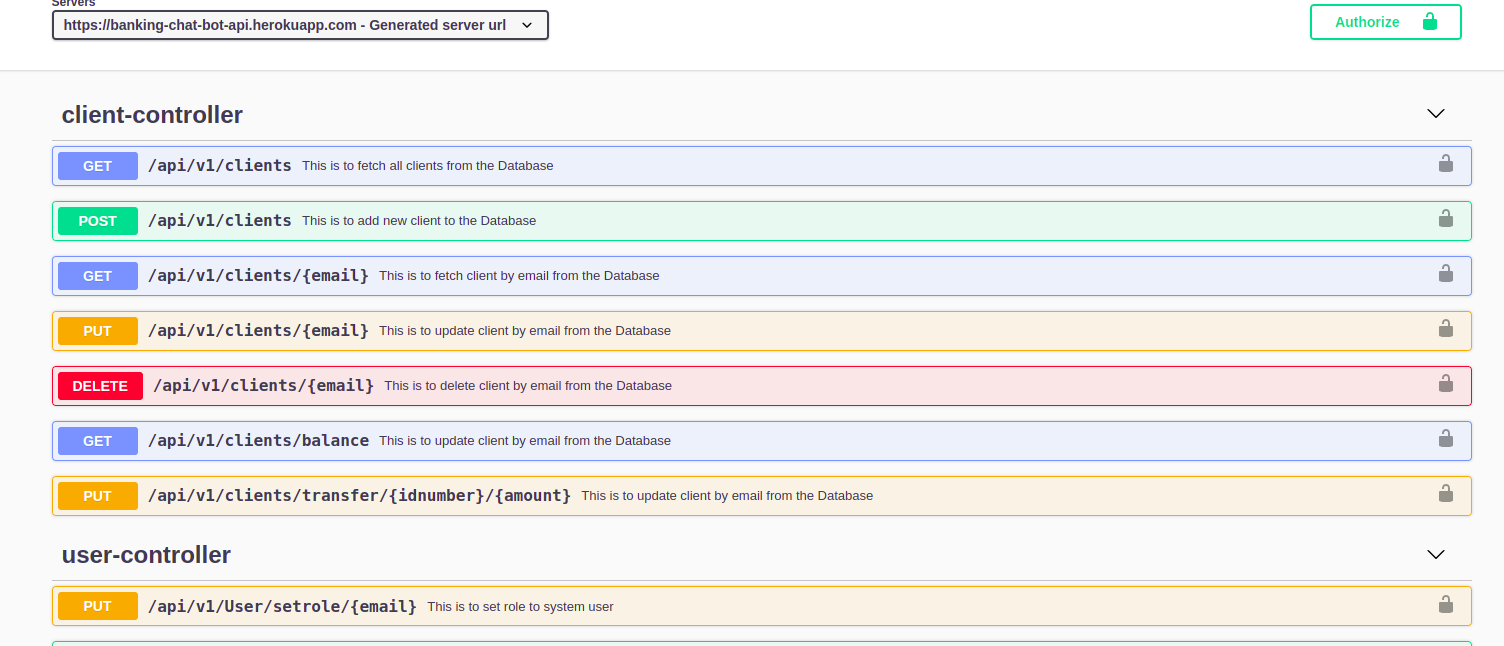 Servers
https://banking-chat-bot-api.herokuapp.com - Generated server url
Authorize
client-controller
GET /api/v1/clients This is to fetch all clients from the Database
POST /api/v1/clients This is to add new client to the Database
GET /api/v1/clients/{email} This is to fetch client by email from the Database
PUT /api/v1/clients/{email} This is to update client by email from the Database
DELETE /api/v1/clients/{email} This is to delete client by email from the Database
GET /api/v1/clients/balance This is to update client by email from the Database
PUT /api/v1/clients/transfer/{idnumber}/{amount} This is to update client by email from the Database
user-controller
PUT /api/v1/User/setrole/{email} This is to set role to system user